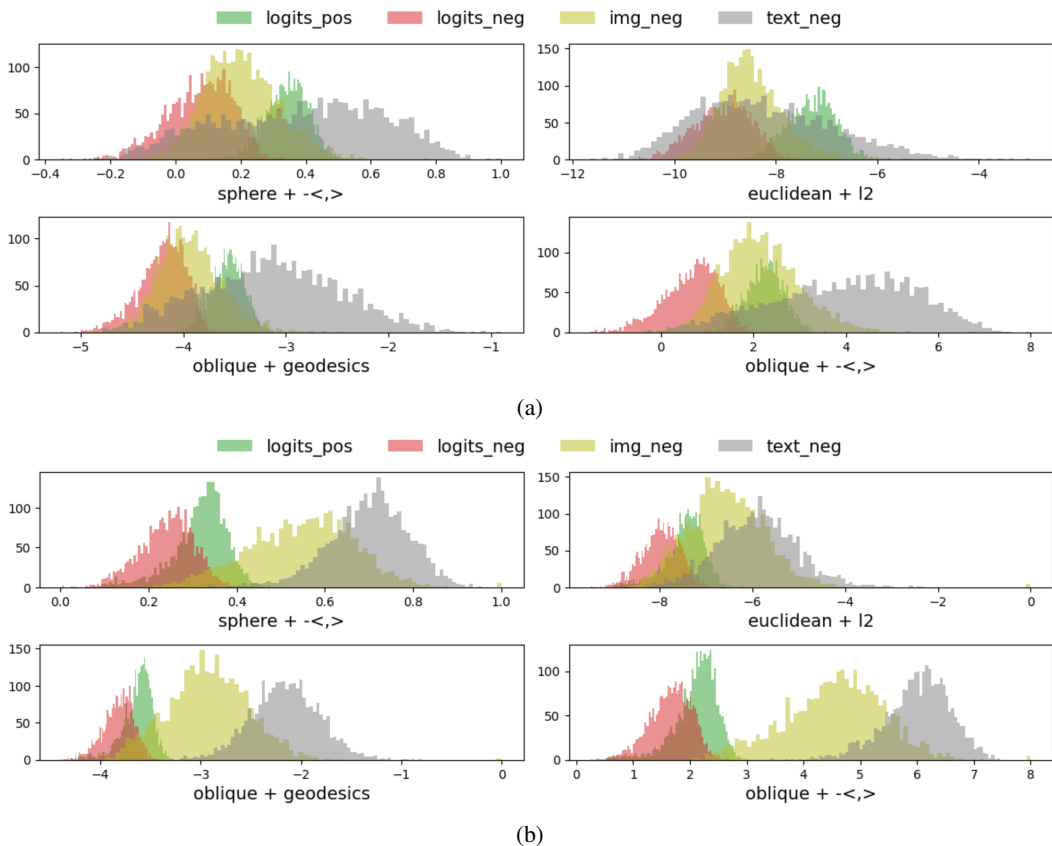 logits_pos logits_neg img_neg text_neg
100 50 0
−0.4 −0.2 0.0 0.2 0.4 0.6 0.8 1.0
sphere + -<,>
150 100 50 0
−12 −10 −8 −6 −4
euclidean + l2
100 50 0
−5 −4 −3 −2 −1
oblique + geodesics
100 50 0
0 2 4 6 8
oblique + -<,>
(a)
logits_pos logits_neg img_neg text_neg
100 50 0
0.0 0.2 0.4 0.6 0.8 1.0
sphere + -<,>
150 100 50 0
−8 −6 −4 −2 0
euclidean + l2
150 100 50 0
−4 −3 −2 −1 0
oblique + geodesics
100 50 0
0 1 2 3 4 5 6 7 8
oblique + -<,>
(b)